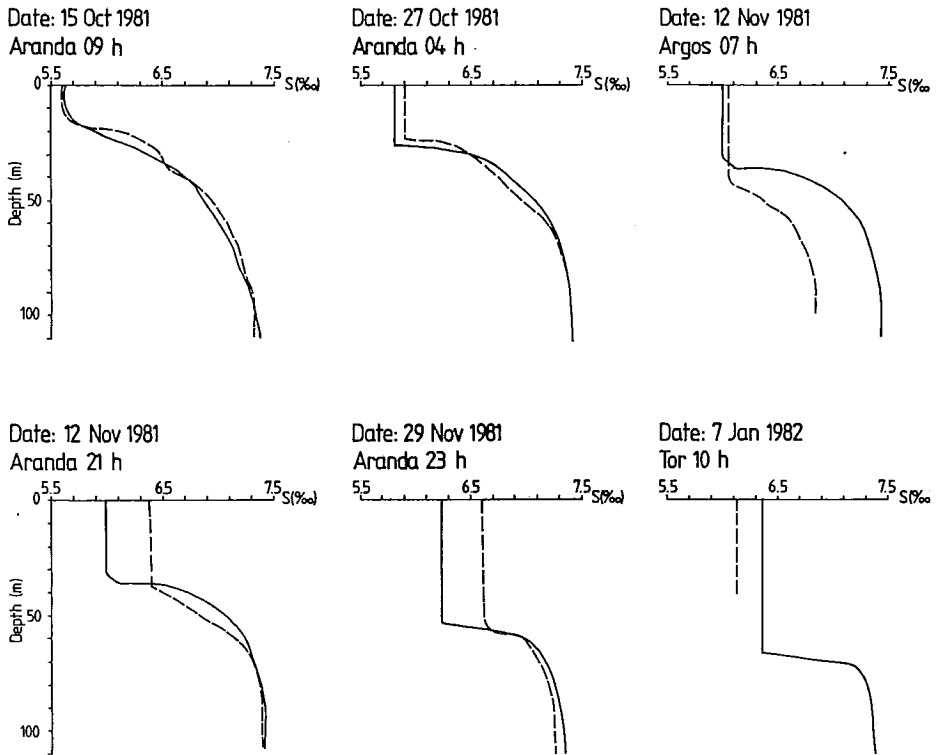 Date: 15 Oct 1981
Aranda 09 h
5.5 6.5 7.5
S(‰)
0
50
100
Depth (m)
Date: 27 Oct 1981
Aranda 04 h
5.5 6.5 7.5
S(‰)
Date: 12 Nov 1981
Argos 07 h
5.5 6.5 7.5
S(‰
Date: 12 Nov 1981
Aranda 21 h
5.5 6.5 7.5
S(‰)
0
50
100
Depth (m)
Date: 29 Nov 1981
Aranda 23 h
5.5 6.5 7.5
S(‰)
Date: 7 Jan 1982
Tor 10 h
5.5 6.5 7.5
S(‰